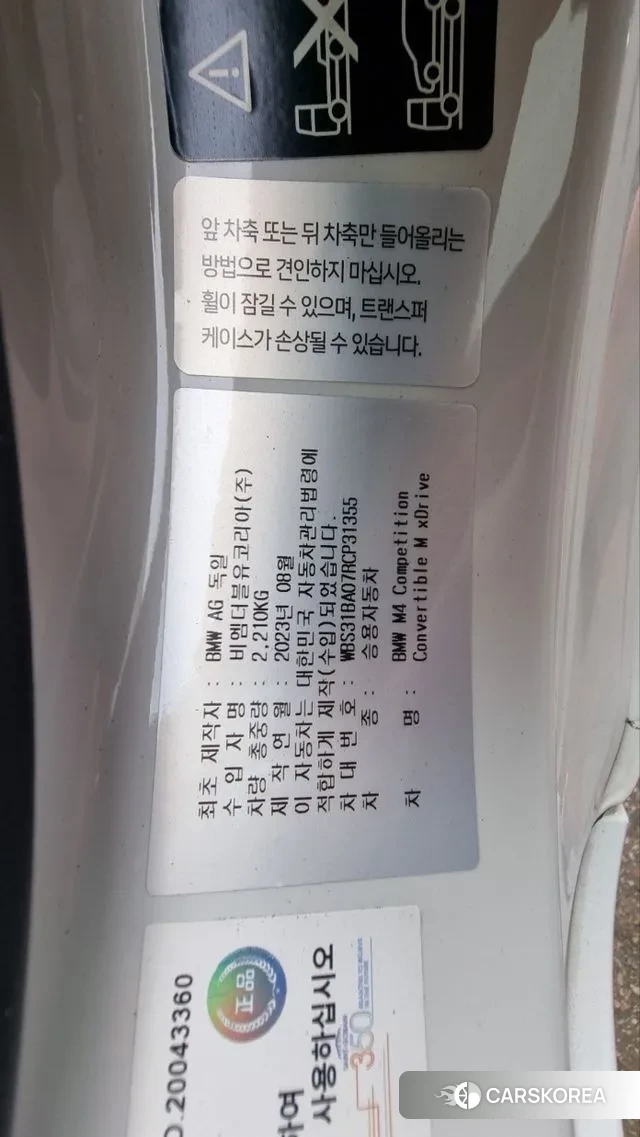 앞 차축 또는 뒤 차축만 들어올리는
방법으로 견인하지 마십시오.
휠이 잠길 수 있으며, 트랜스퍼
케이스가 손상될 수 있습니다.
최초 제작자 : BMW AG 독일
수 입 자 명 : 비엠더블유코리아(주)
차량 총중량 : 2,210KG
제 작 연 월 : 2023년 08월
이 자동차는 대한민국 자동차관리법령에
적합하게 제작(수입)되었습니다.
차 대 번 호 : WBS31BA07RCP31355
차 종 : 승용자동차
차 명 : BMW M4 Competition
Convertible M xDrive
O.20043360
正品
하여
사용하십시오
350
CARSKOREA